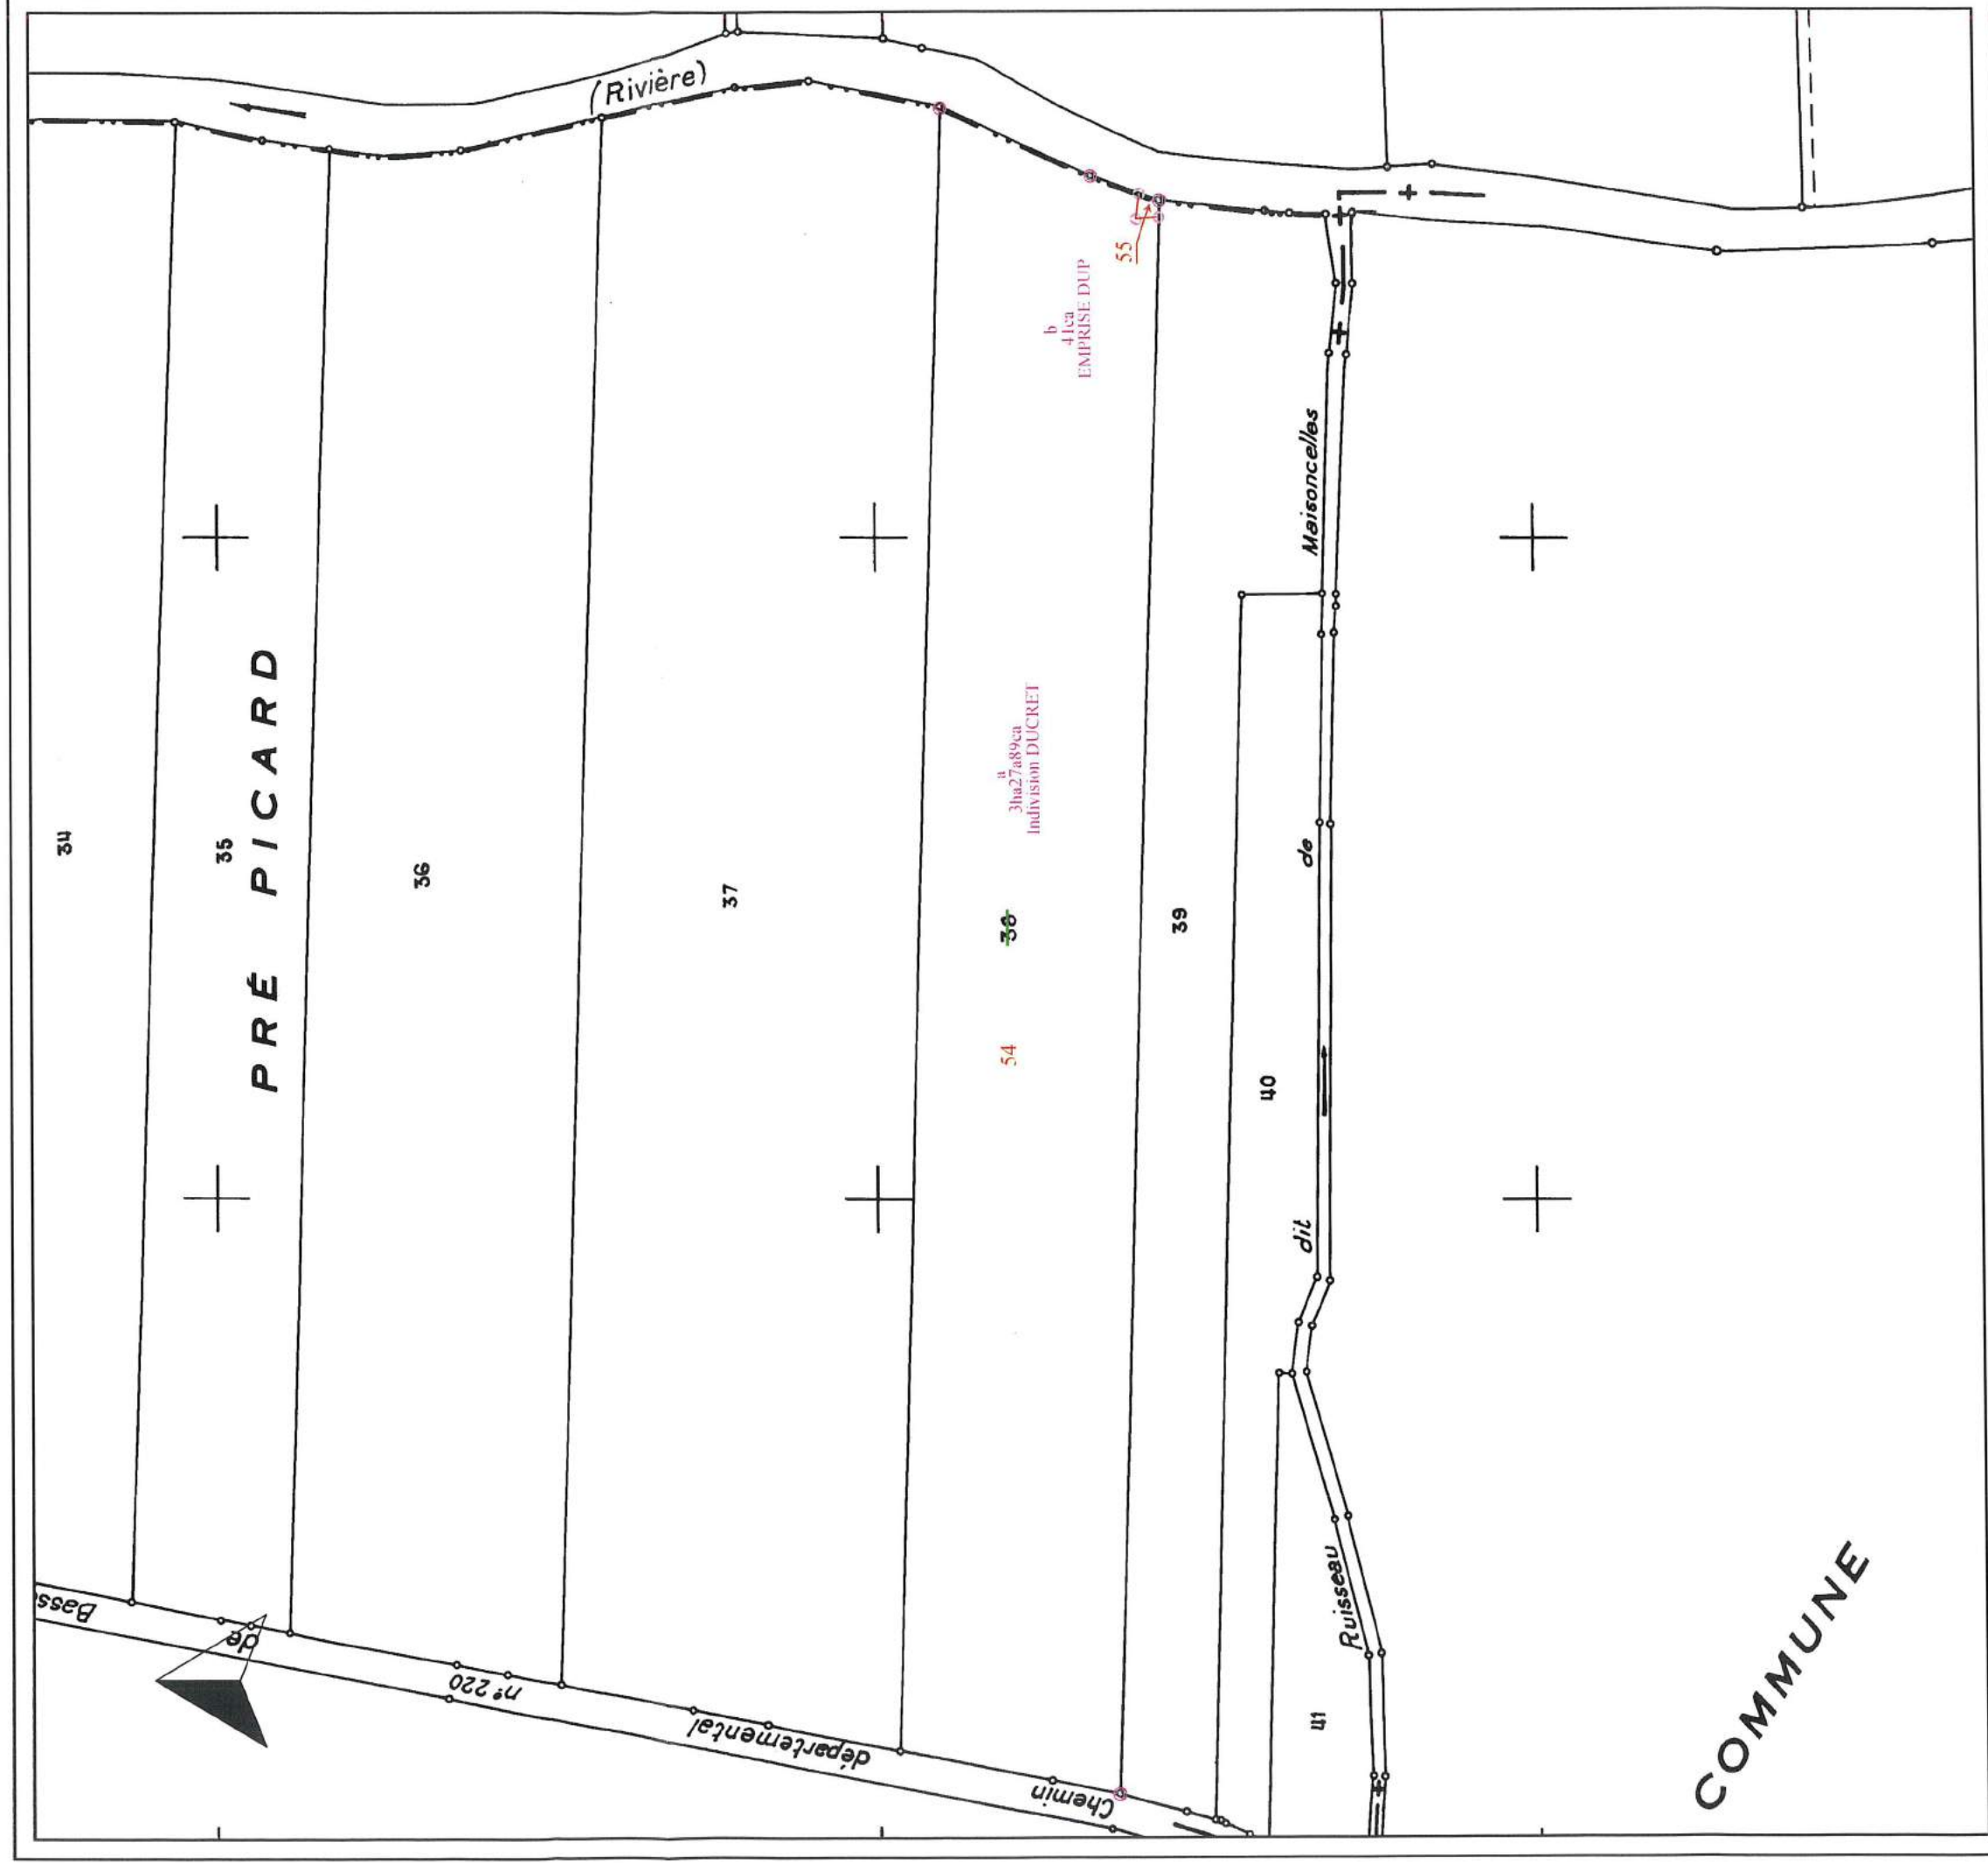 (Rivière)
55
b
41ca
EMPRISE DUP
Maisoncelles
PRÉ PICARD
34
35
36
37
a
3ha27a89ca
Indivision DUCRET
38
39
54
de
40
dit
Ruisseau
41
Chemin
départemental
n° 220
de
Bass
COMMUNE